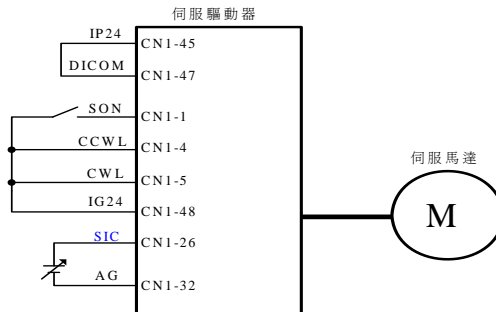 伺服驅動器
IP24 CN1-45
DICOM CN1-47
SON CN1-1
CCWL CN1-4
CWL CN1-5
IG24 CN1-48
SIC CN1-26
AG CN1-32
伺服馬達
M